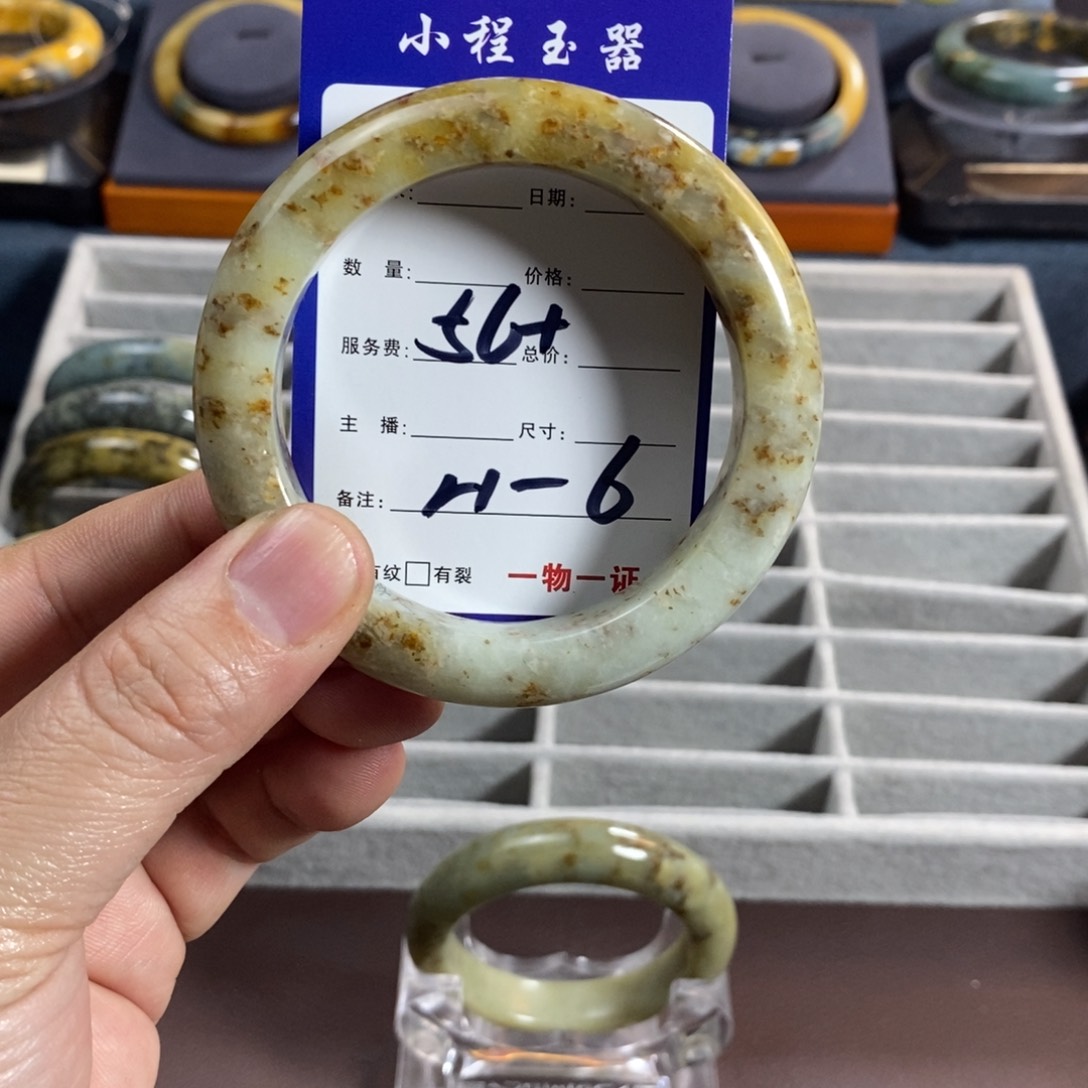 小程玉器
日期:
数 量: 价格:
56+
服务费: 总价:
主 播: 尺寸:
H-6
备注:
有纹□有裂 一物一证